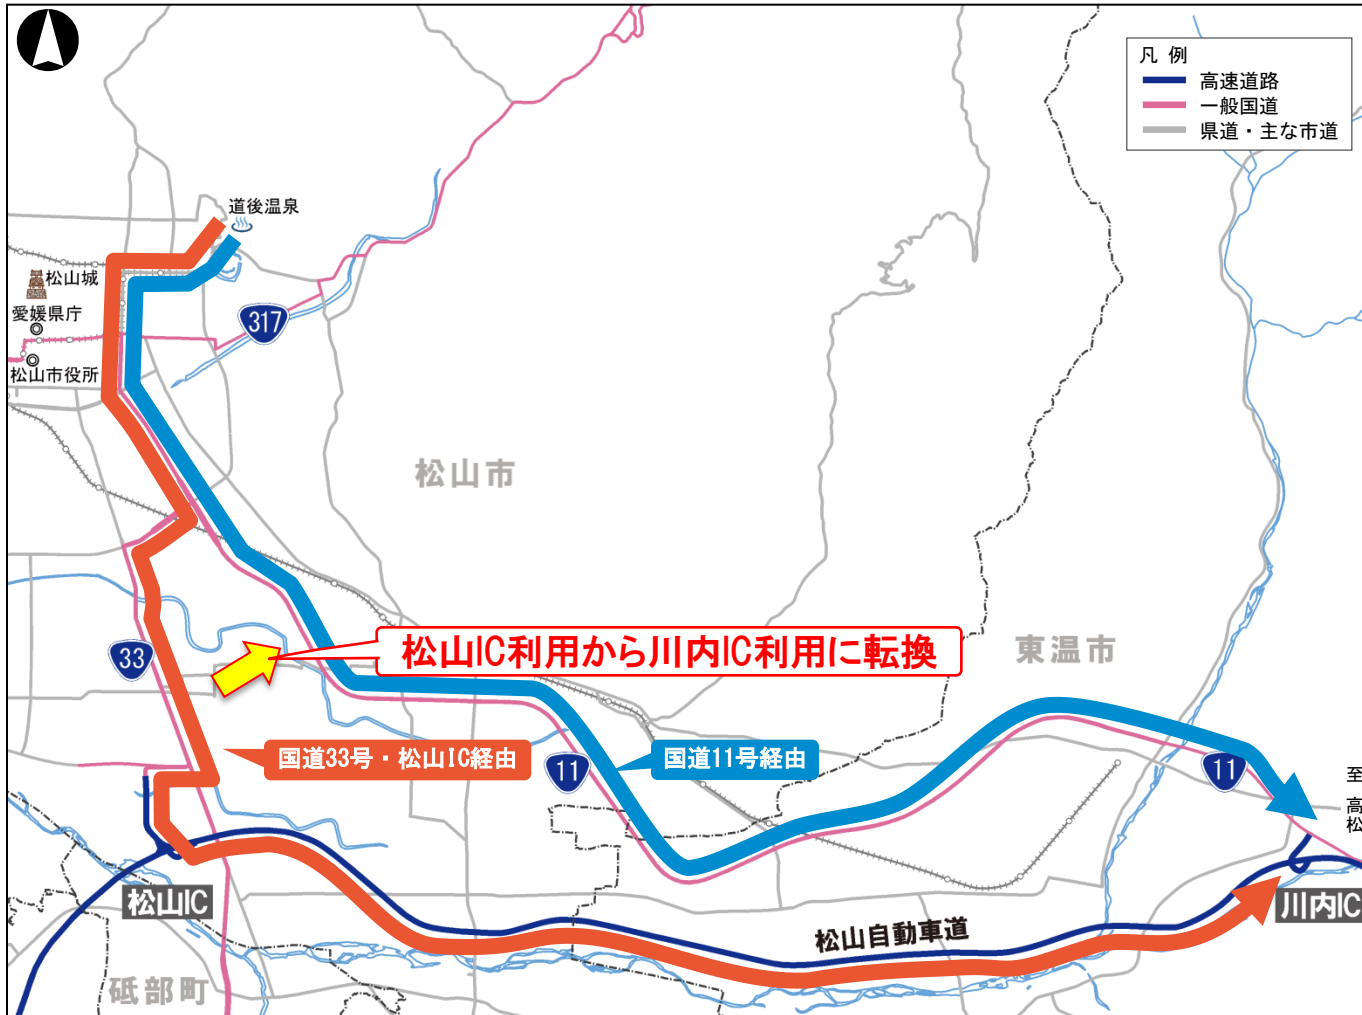 凡 例
高速道路
一般国道
県道・主な市道
道後温泉
松山城
愛媛県庁
317
松山市役所
松山市
33
松山IC利用から川内IC利用に転換
東温市
国道33号・松山IC経由
国道11号経由
11
11
至
高
松
松山IC
川内IC
松山自動車道
砥部町